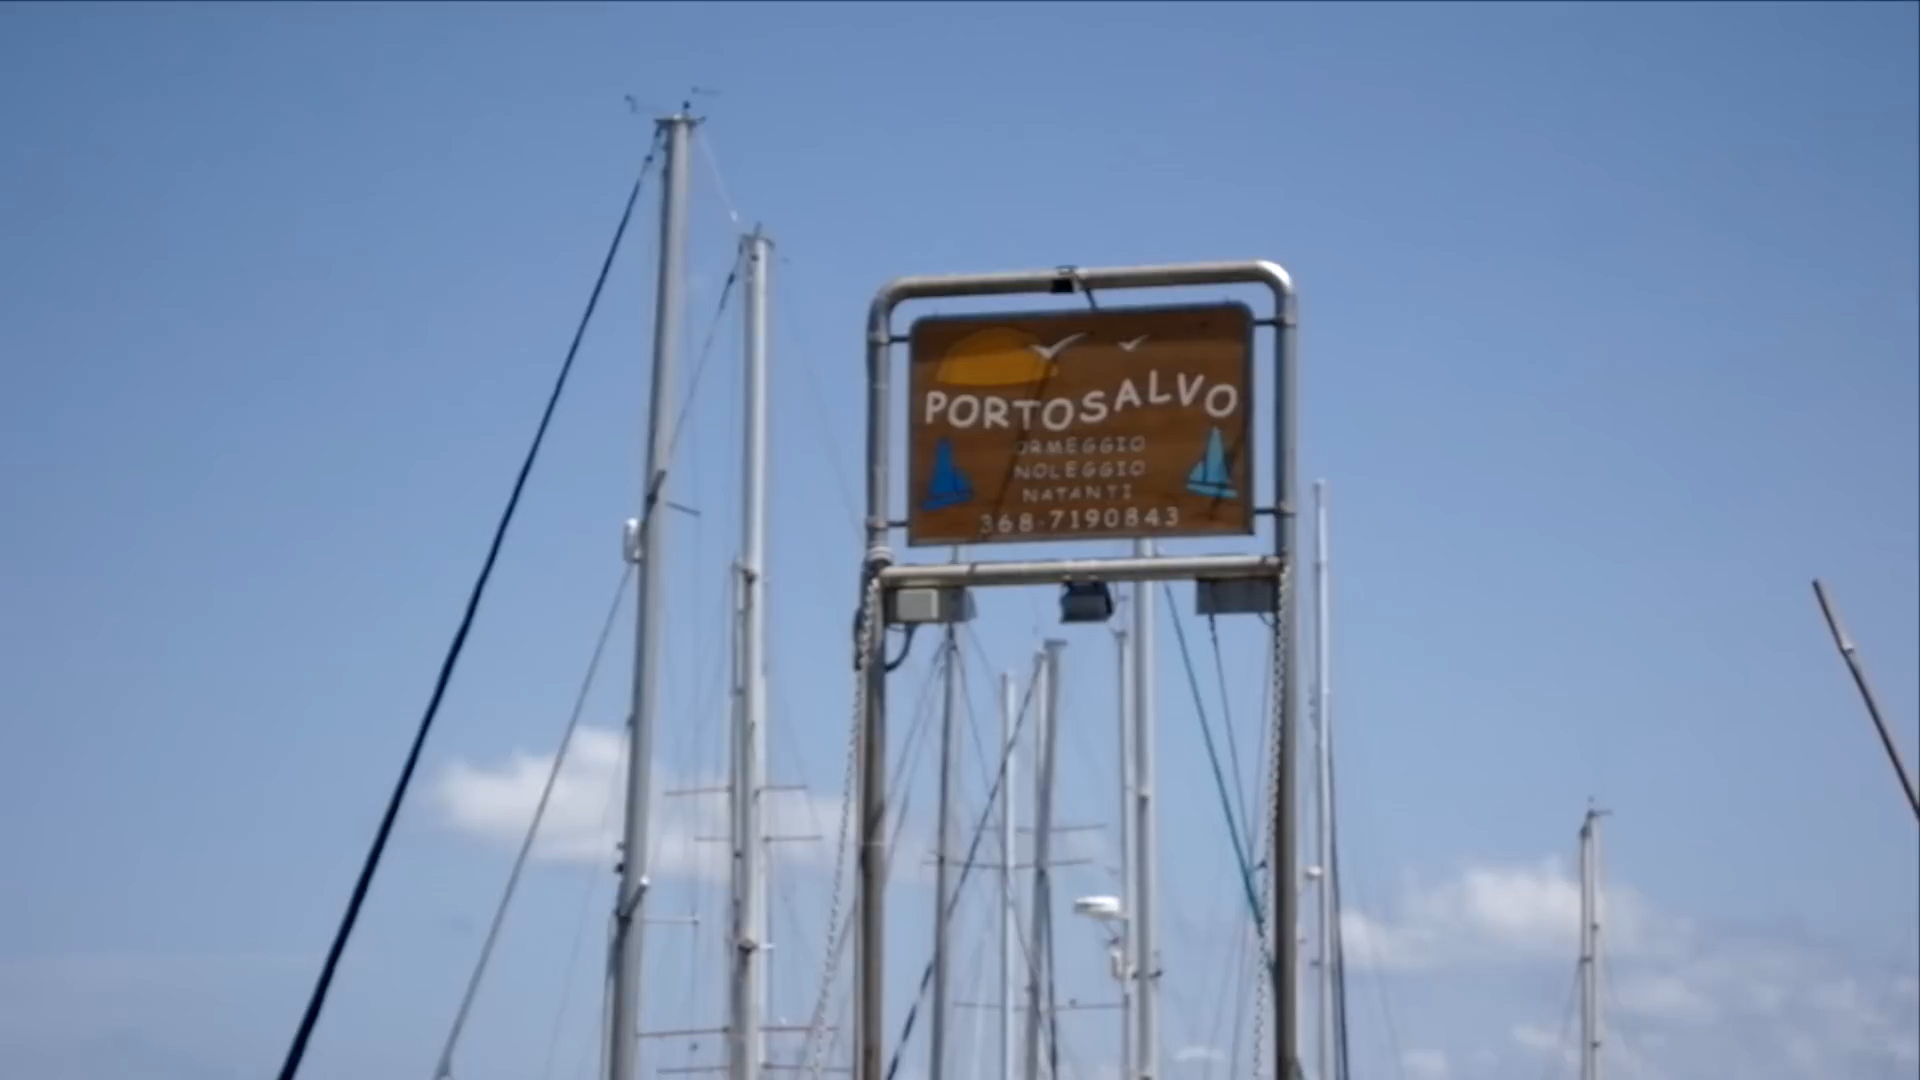 PORTOSALVO
ORMEGGIO
NOLEGGIO
NATANTI
368-7190843